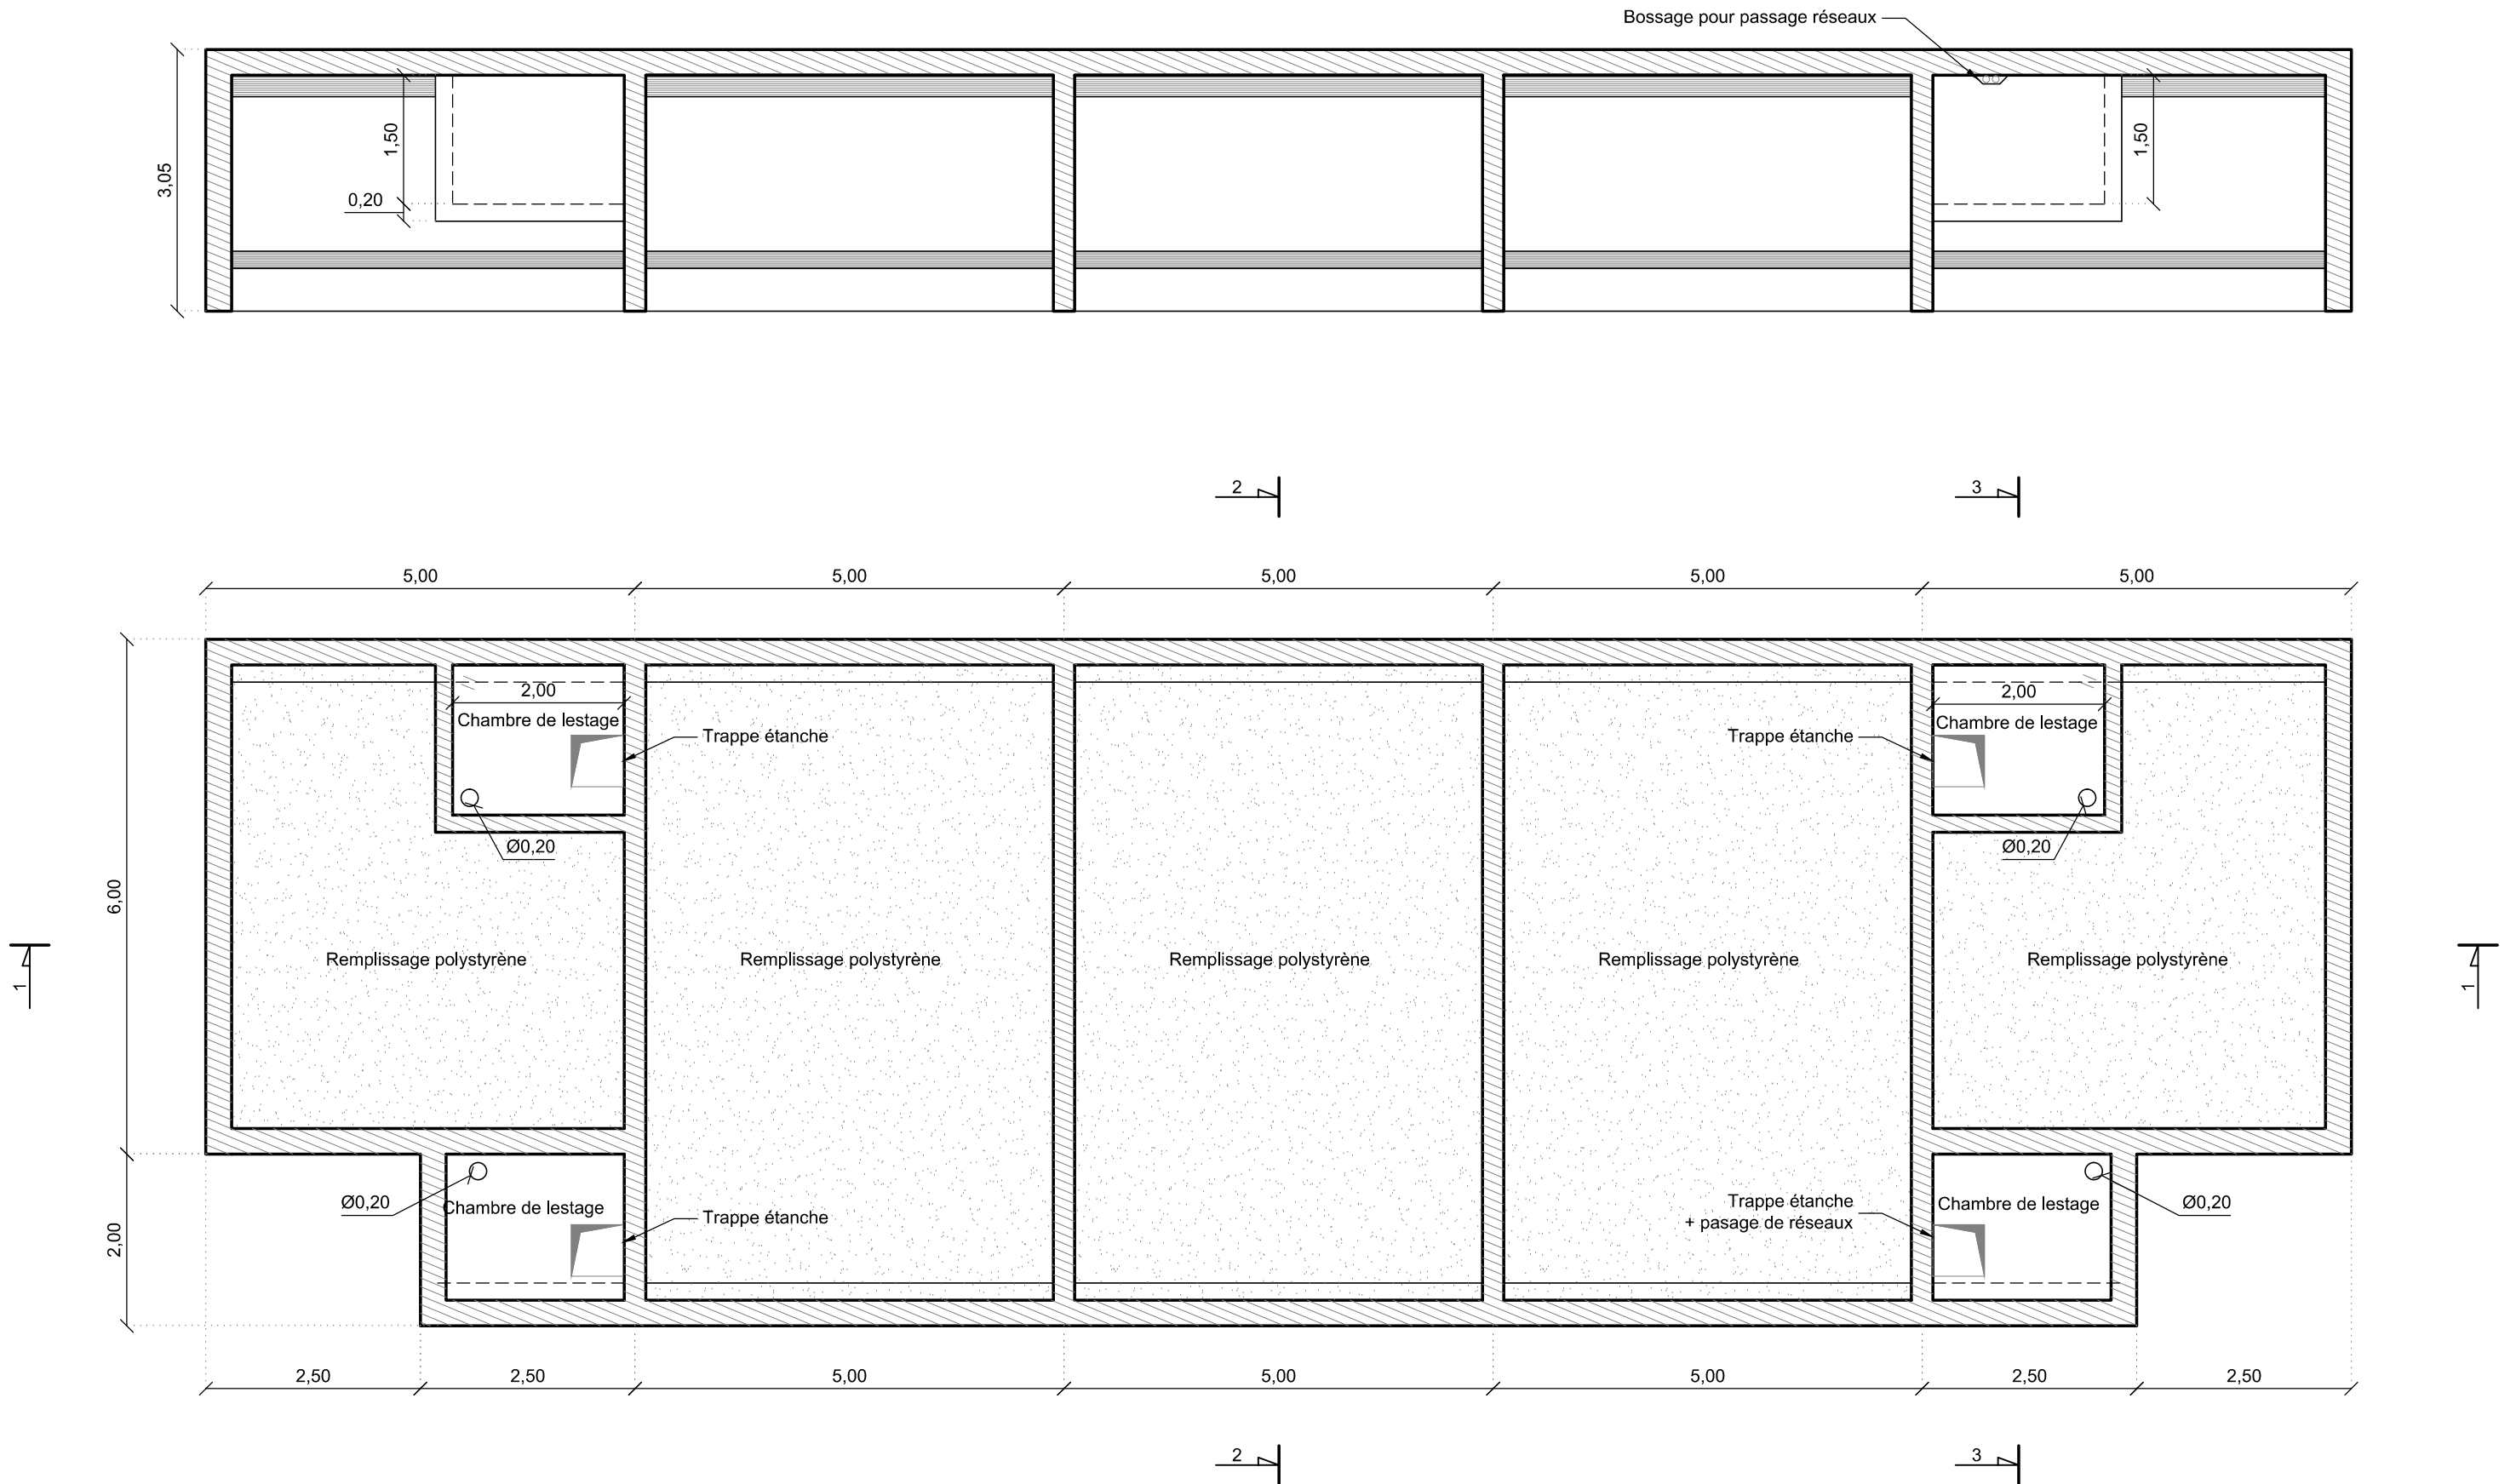 Bossage pour passage réseaux
3,05
1,50
0,20
1,50
2
3
5,00
5,00
5,00
5,00
5,00
2,00
2,00
Chambre de lestage
Chambre de lestage
Trappe étanche
Trappe étanche
Ø0,20
Ø0,20
6,00
Remplissage polystyrène
Remplissage polystyrène
Remplissage polystyrène
Remplissage polystyrène
Remplissage polystyrène
1
1
Ø0,20
Chambre de lestage
Trappe étanche
Trappe étanche
+ pasage de réseaux
Chambre de lestage
Ø0,20
2,00
2,50
2,50
5,00
5,00
5,00
2,50
2,50
2
3